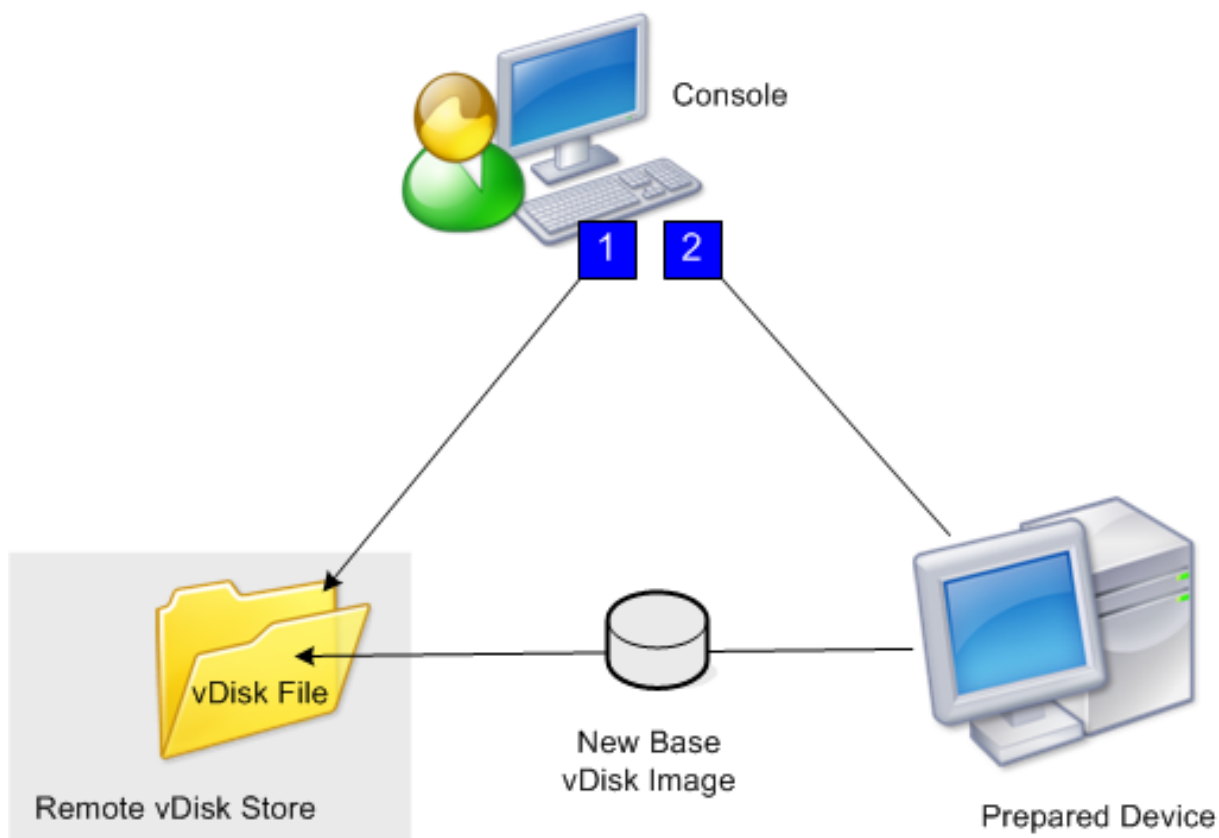 Console
1
2
vDisk File
New Base
vDisk Image
Remote vDisk Store
Prepared Device